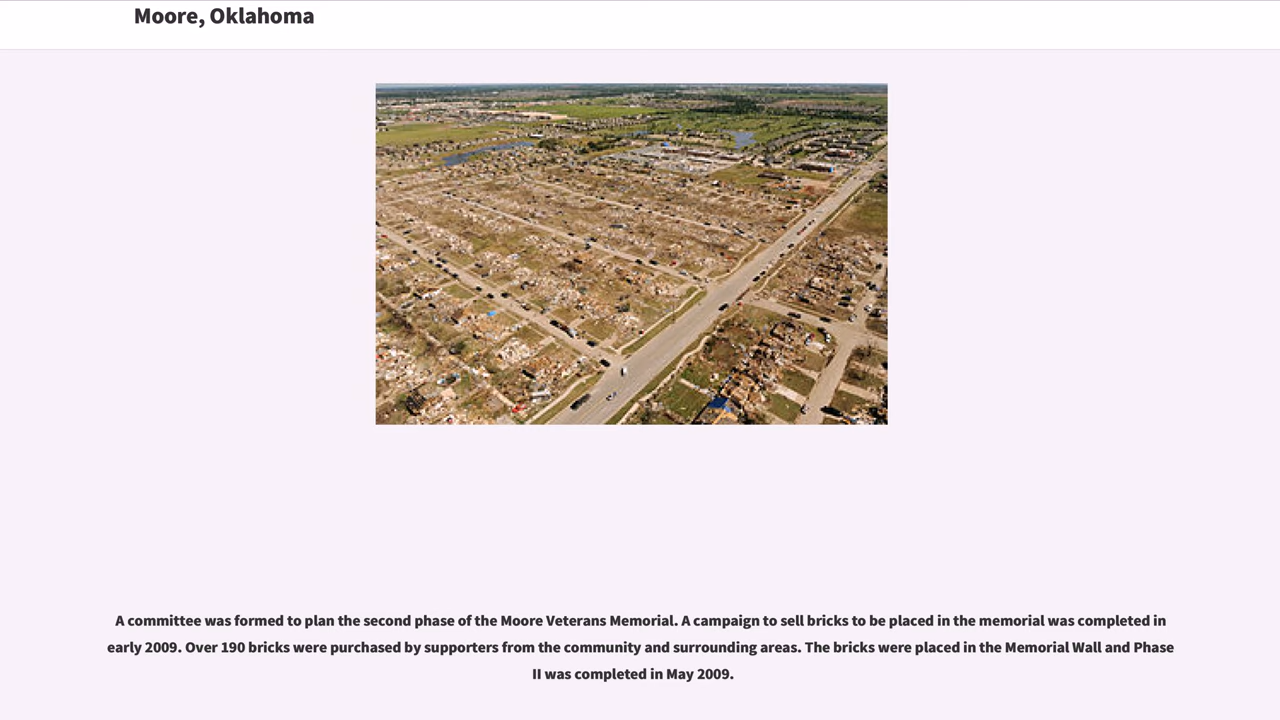 Moore, Oklahoma
A committee was formed to plan the second phase of the Moore Veterans Memorial. A campaign to sell bricks to be placed in the memorial was completed in
early 2009. Over 190 bricks were purchased by supporters from the community and surrounding areas. The bricks were placed in the Memorial Wall and Phase
II was completed in May 2009.